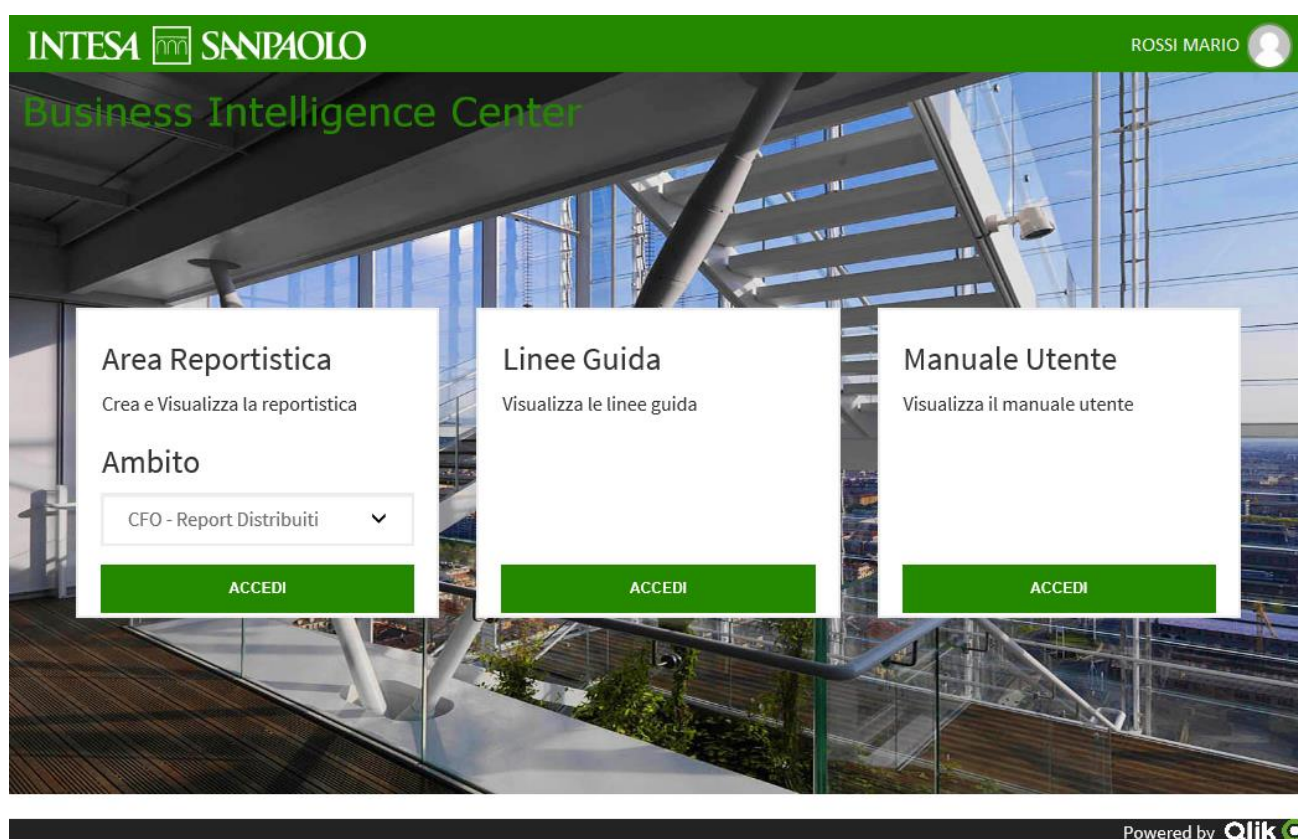 INTESA SANPAOLO
ROSSI MARIO
Business Intelligence Center
Area Reportistica
Crea e Visualizza la reportistica
Ambito
CFO - Report Distribuiti
ACCEDI
Linee Guida
Visualizza le linee guida
ACCEDI
Manuale Utente
Visualizza il manuale utente
ACCEDI
Powered by Qlik